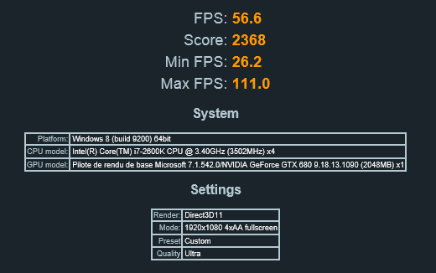 FPS: 56.6
Score: 2368
Min FPS: 26.2
Max FPS: 111.0
System
Platform: Windows 8 (build 9200) 64bit
CPU model: Intel(R) Core(TM) i7-2600K CPU @ 3.40GHz (3502MHz) x4
GPU model: Pilote de rendu de base Microsoft 7.1.542.0/NVIDIA GeForce GTX 680 9.18.13.1090 (2048MB) x1
Settings
Render: Direct3D11
Mode: 1920x1080 4xAA fullscreen
Preset Custom
Quality Ultra